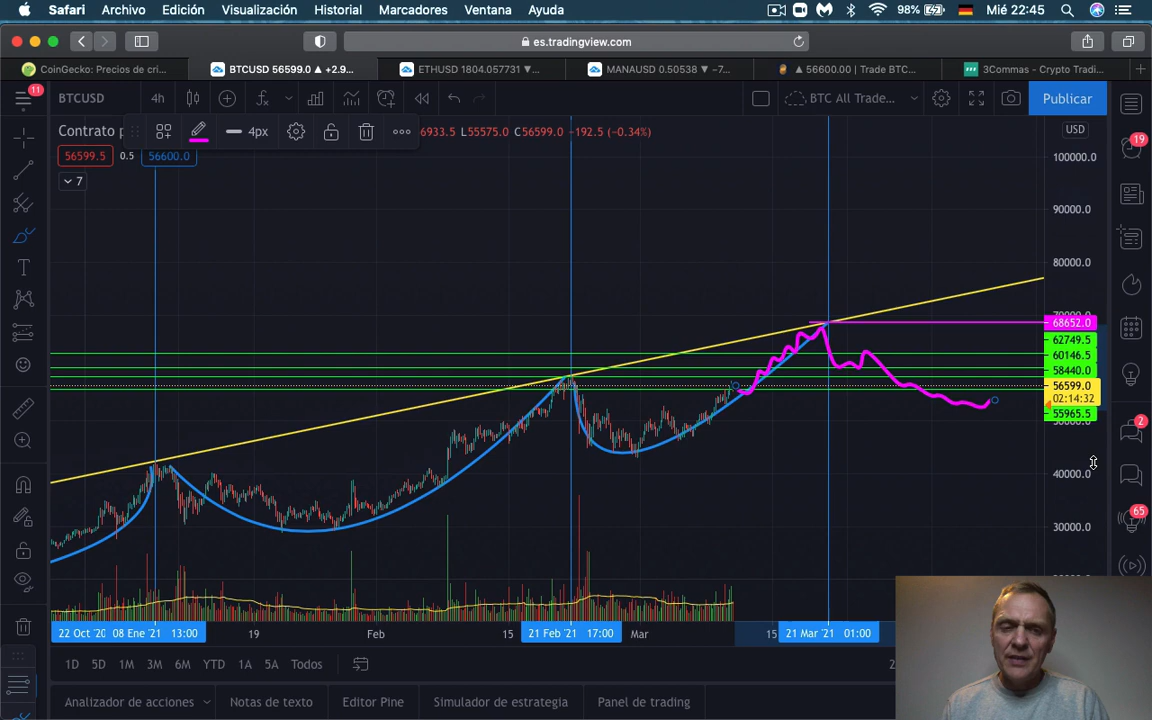 Safari Archivo Edición Visualización Historial Marcadores Ventana Ayuda 98% Mié 22:45
es.tradingview.com
CoinGecko: Precios de cri... BTCUSD 56599.0 ▲ +2.9... ETHUSD 1804.057731 ▼... MANAUSD 0.50538 ▼ −7... ▲ 56600.00 | Trade BTC... 3Commas - Crypto Tradi...
11 BTCUSD 4h BTC All Trade... Publicar
Contrato p 4px 6933.5 L55575.0 C56599.0 −192.5 (−0.34%) USD
56599.5 0.5 56600.0
7
19
100000.0
90000.0
80000.0
68652.0
62749.5
60146.5
58440.0
56599.0
02:14:32
55965.5
2
40000.0
65
30000.0
22 Oct '20 08 Ene '21 13:00 19 Feb 15 21 Feb '21 17:00 Mar 15 21 Mar '21 01:00
1D 5D 1M 3M 6M YTD 1A 5A Todos
Analizador de acciones Notas de texto Editor Pine Simulador de estrategia Panel de trading